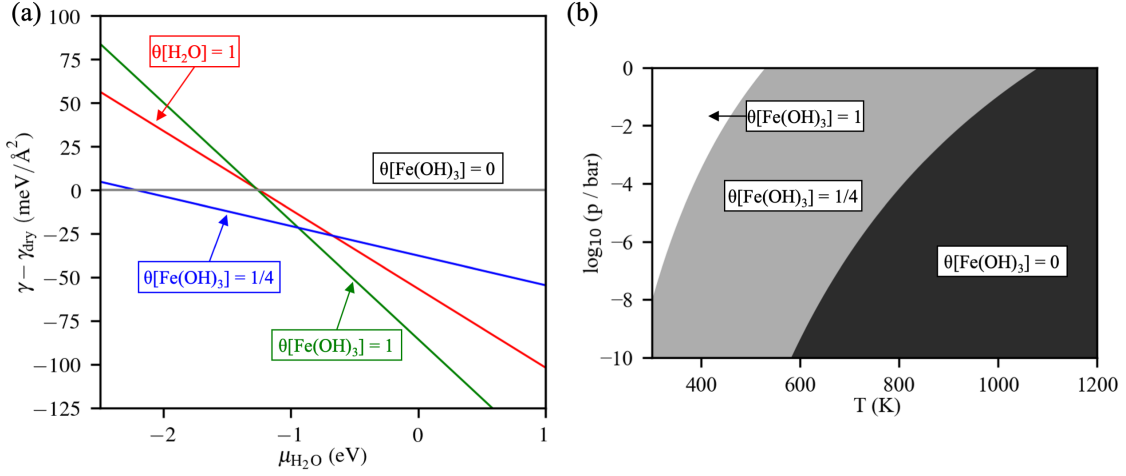 (a)
100
75
50
25
0
−25
−50
−75
−100
−125
γ − γdry (meV/Å²)
θ[H₂O] = 1
θ[Fe(OH)₃] = 0
θ[Fe(OH)₃] = 1/4
θ[Fe(OH)₃] = 1
−2
−1
0
1
μH₂O (eV)
(b)
0
−2
−4
−6
−8
−10
log₁₀ (p / bar)
θ[Fe(OH)₃] = 1
θ[Fe(OH)₃] = 1/4
θ[Fe(OH)₃] = 0
400
600
800
1000
1200
T (K)